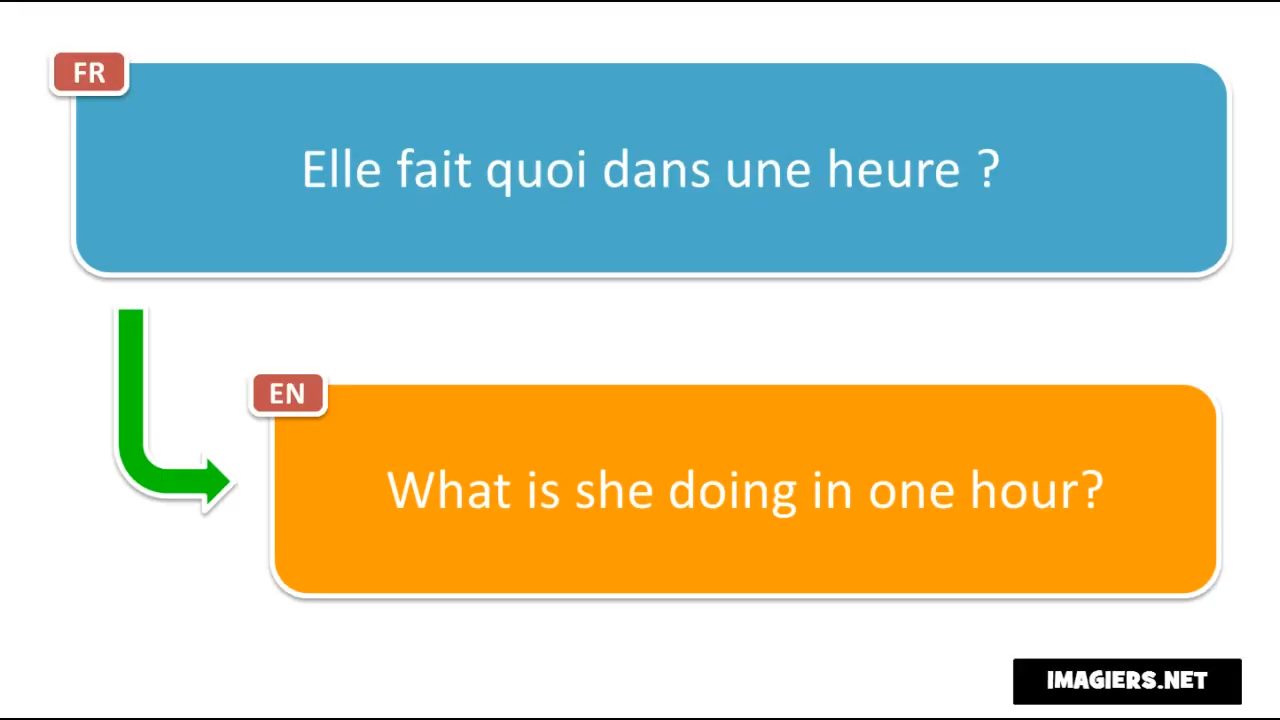 FR
Elle fait quoi dans une heure ?
EN
What is she doing in one hour?
IMAGIERS.NET